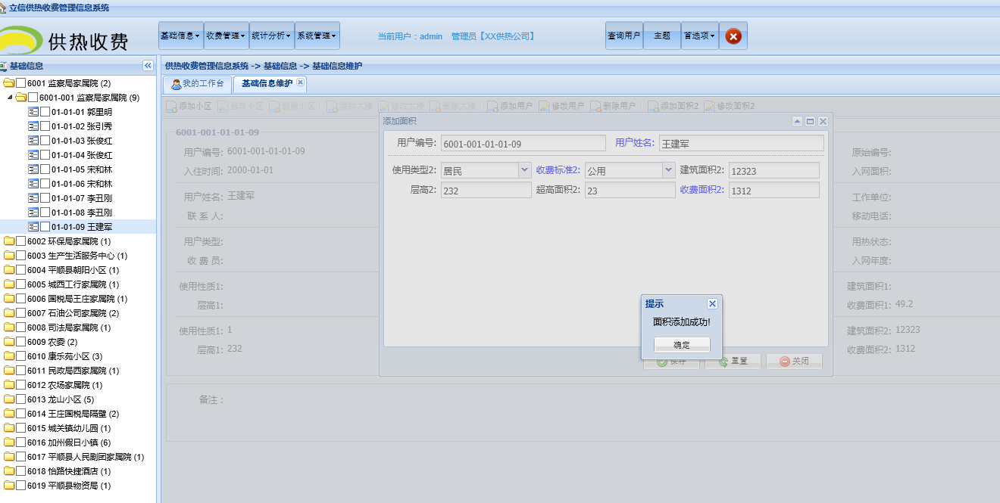 立信供热收费管理信息系统
供热收费
基础信息 收费管理 统计分析 系统管理 当前用户：admin 管理员【XX供热公司】 查询用户 主题 首选项
基础信息
供热收费管理信息系统 -> 基础信息 -> 基础信息维护
我的工作台 基础信息维护
6001 监察局家属院 (2)
6001-001 监察局家属院 (9)
01-01-01 郭里明
01-01-02 张引秀
01-01-03 张俊红
01-01-04 张俊红
01-01-05 宋和林
01-01-06 宋和林
01-01-07 李丑刚
01-01-08 李丑刚
01-01-09 王建军
6002 环保局家属院 (1)
6003 生产生活服务中心 (1)
6004 平顺县朝阳小区 (1)
6005 城西工行家属院 (1)
6006 国税局王庄家属院 (1)
6007 石油公司家属院 (2)
6008 司法局家属院 (1)
6009 农委 (2)
6010 康乐苑小区 (3)
6011 民政局西家属院 (1)
6012 农场家属院 (1)
6013 龙山小区 (5)
6014 王庄国税局隔壁 (2)
6015 城关镇幼儿园 (1)
6016 加州假日小镇 (6)
6017 平顺县人民剧团家属院 (1)
6018 怡路快捷酒店 (1)
6019 平顺县物资局 (1)
添加小区 修改小区 删除小区 添加大楼 修改大楼 删除大楼 添加用户 修改用户 删除用户 添加面积2 修改面积2
6001-001-01-01-09
用户编号: 6001-001-01-01-09
入住时间: 2000-01-01
用户姓名: 王建军
联 系 人:
用户类型:
收 费 员:
使用性质1:
层高1:
使用性质1: 1
层高1: 232
备注：
原始编号:
入网面积:
工作单位:
移动电话:
用热状态:
入网年度:
建筑面积1:
收费面积1: 49.2
建筑面积2: 12323
收费面积2: 1312
添加面积
用户编号: 6001-001-01-01-09 用户姓名: 王建军
使用类型2: 居民 收费标准2: 公用 建筑面积2: 12323
层高2: 232 超高面积2: 23 收费面积2: 1312
保存 重置 关闭
提示
面积添加成功!
确定